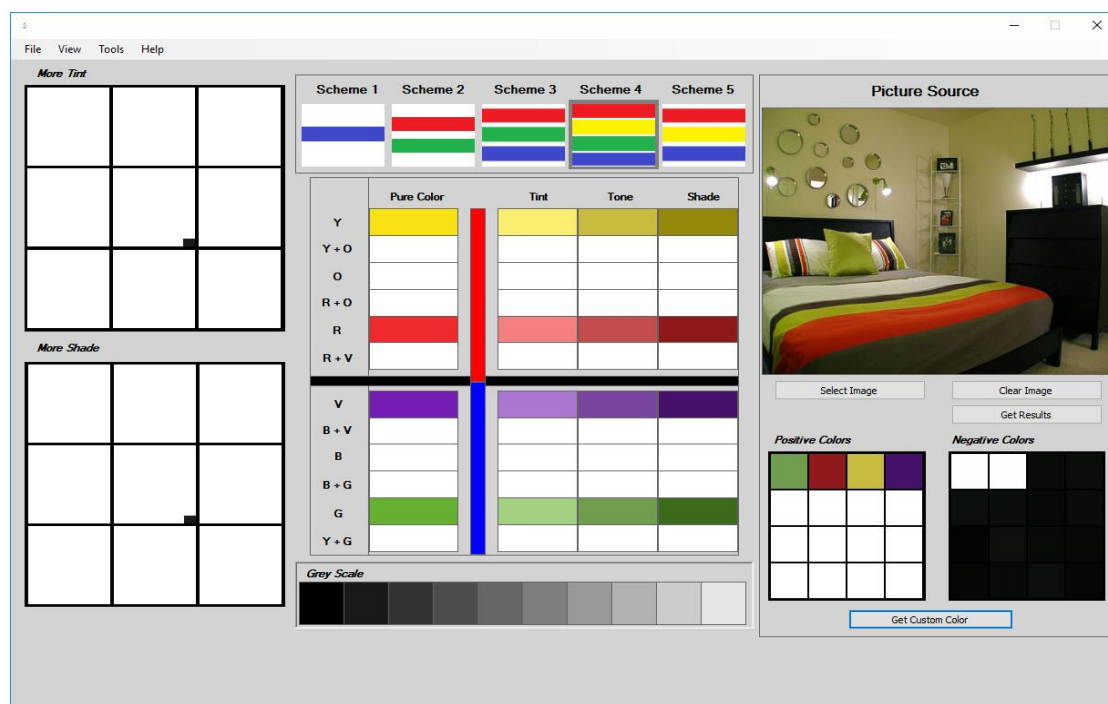 File View Tools Help
More Tint
More Shade
Scheme 1 Scheme 2 Scheme 3 Scheme 4 Scheme 5
Pure Color Tint Tone Shade
Y
Y + O
O
R + O
R
R + V
V
B + V
B
B + G
G
Y + G
Grey Scale
Picture Source
Select Image Clear Image
Get Results
Positive Colors Negative Colors
Get Custom Color